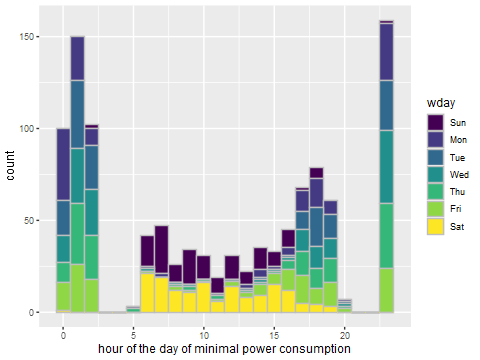 150
100
50
0
count
0
5
10
15
20
hour of the day of minimal power consumption
wday
Sun
Mon
Tue
Wed
Thu
Fri
Sat